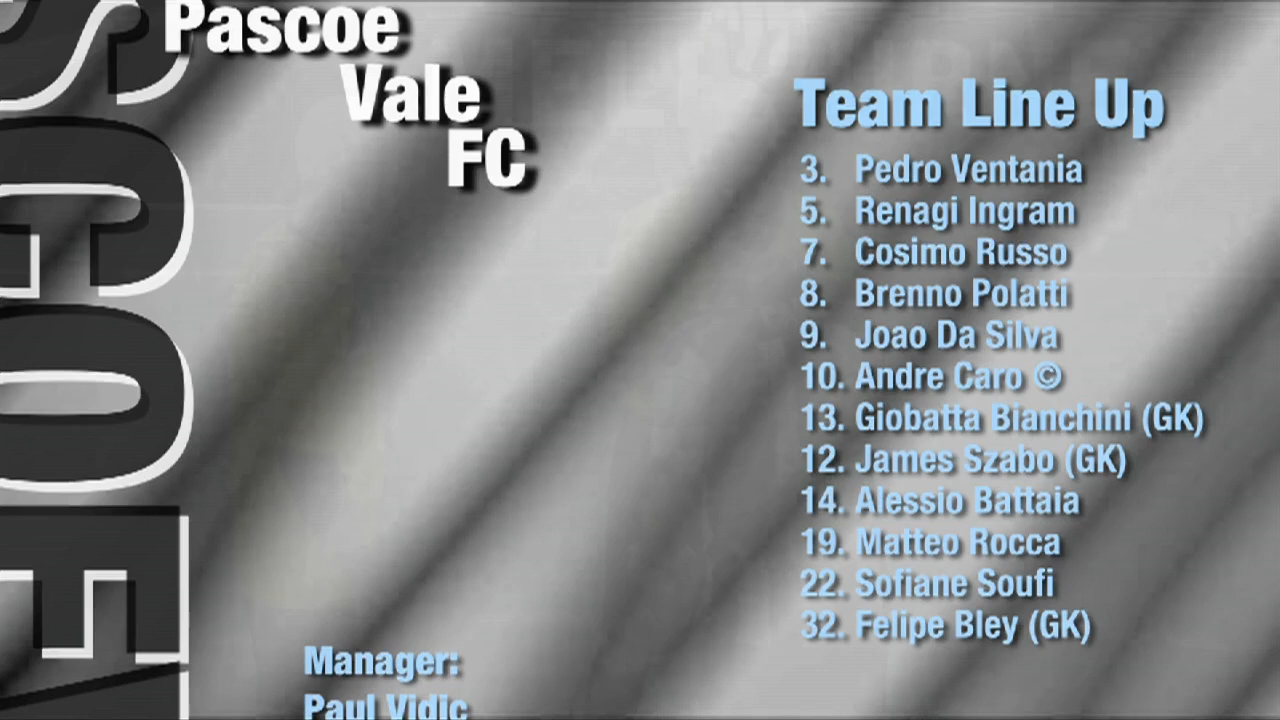 Pascoe
Vale
FC
Team Line Up
3. Pedro Ventania
5. Renagi Ingram
7. Cosimo Russo
8. Brenno Polatti
9. Joao Da Silva
10. Andre Caro ©
13. Giobatta Bianchini (GK)
12. James Szabo (GK)
14. Alessio Battaia
19. Matteo Rocca
22. Sofiane Soufi
32. Felipe Bley (GK)
Manager:
Paul Vidic
SCOE